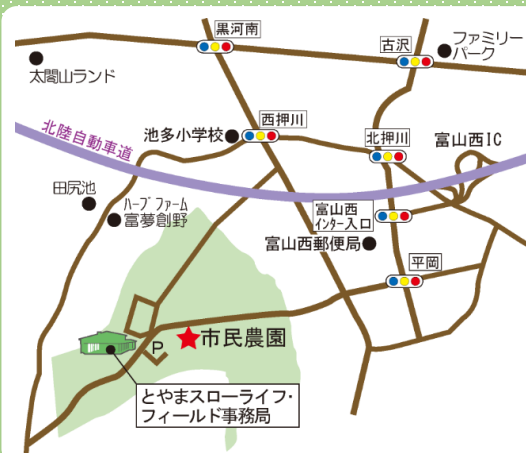 黒河南
古沢
ファミリー
パーク
太閤山ランド
西押川
池多小学校
北押川
富山西IC
北陸自動車道
田尻池
ハーブファーム
富夢創野
富山西
インター入口
富山西郵便局
平岡
P
市民農園
とやまスローライフ・
フィールド事務局